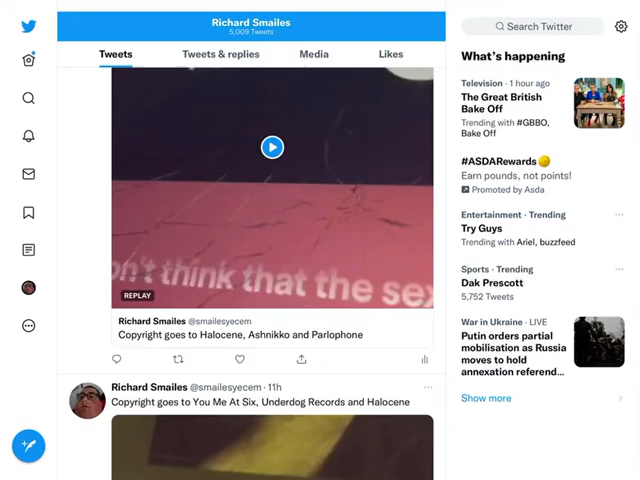 Richard Smailes
5,009 Tweets
Tweets
Tweets & replies
Media
Likes
on't think that the sex
REPLAY
Richard Smailes @smailesyecem
Copyright goes to Halocene, Ashnikko and Parlophone
Richard Smailes @smailesyecem · 11h
Copyright goes to You Me At Six, Underdog Records and Halocene
Search Twitter
What's happening
Television · 1 hour ago
The Great British
Bake Off
Trending with #GBBO,
Bake Off
#ASDARewards
Earn pounds, not points!
Promoted by Asda
Entertainment · Trending
Try Guys
Trending with Ariel, buzzfeed
Sports · Trending
Dak Prescott
5,752 Tweets
War in Ukraine · LIVE
Putin orders partial
mobilisation as Russia
moves to hold
annexation referend...
Show more